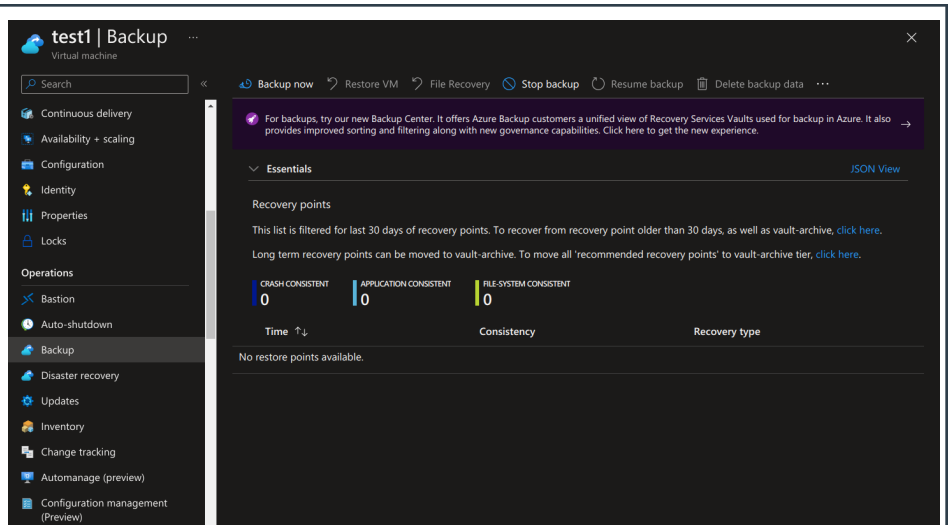 test1 | Backup ...
Virtual machine
Search
«
Continuous delivery
Availability + scaling
Configuration
Identity
Properties
Locks
Operations
Bastion
Auto-shutdown
Backup
Disaster recovery
Updates
Inventory
Change tracking
Automanage (preview)
Configuration management
(Preview)
Backup now Restore VM File Recovery Stop backup Resume backup Delete backup data ...
For backups, try our new Backup Center. It offers Azure Backup customers a unified view of Recovery Services Vaults used for backup in Azure. It also
provides improved sorting and filtering along with new governance capabilities. Click here to get the new experience. →
Essentials JSON View
Recovery points
This list is filtered for last 30 days of recovery points. To recover from recovery point older than 30 days, as well as vault-archive, click here.
Long term recovery points can be moved to vault-archive. To move all 'recommended recovery points' to vault-archive tier, click here.
CRASH CONSISTENT APPLICATION CONSISTENT FILE-SYSTEM CONSISTENT
0 0 0
Time ↑↓ Consistency Recovery type
No restore points available.